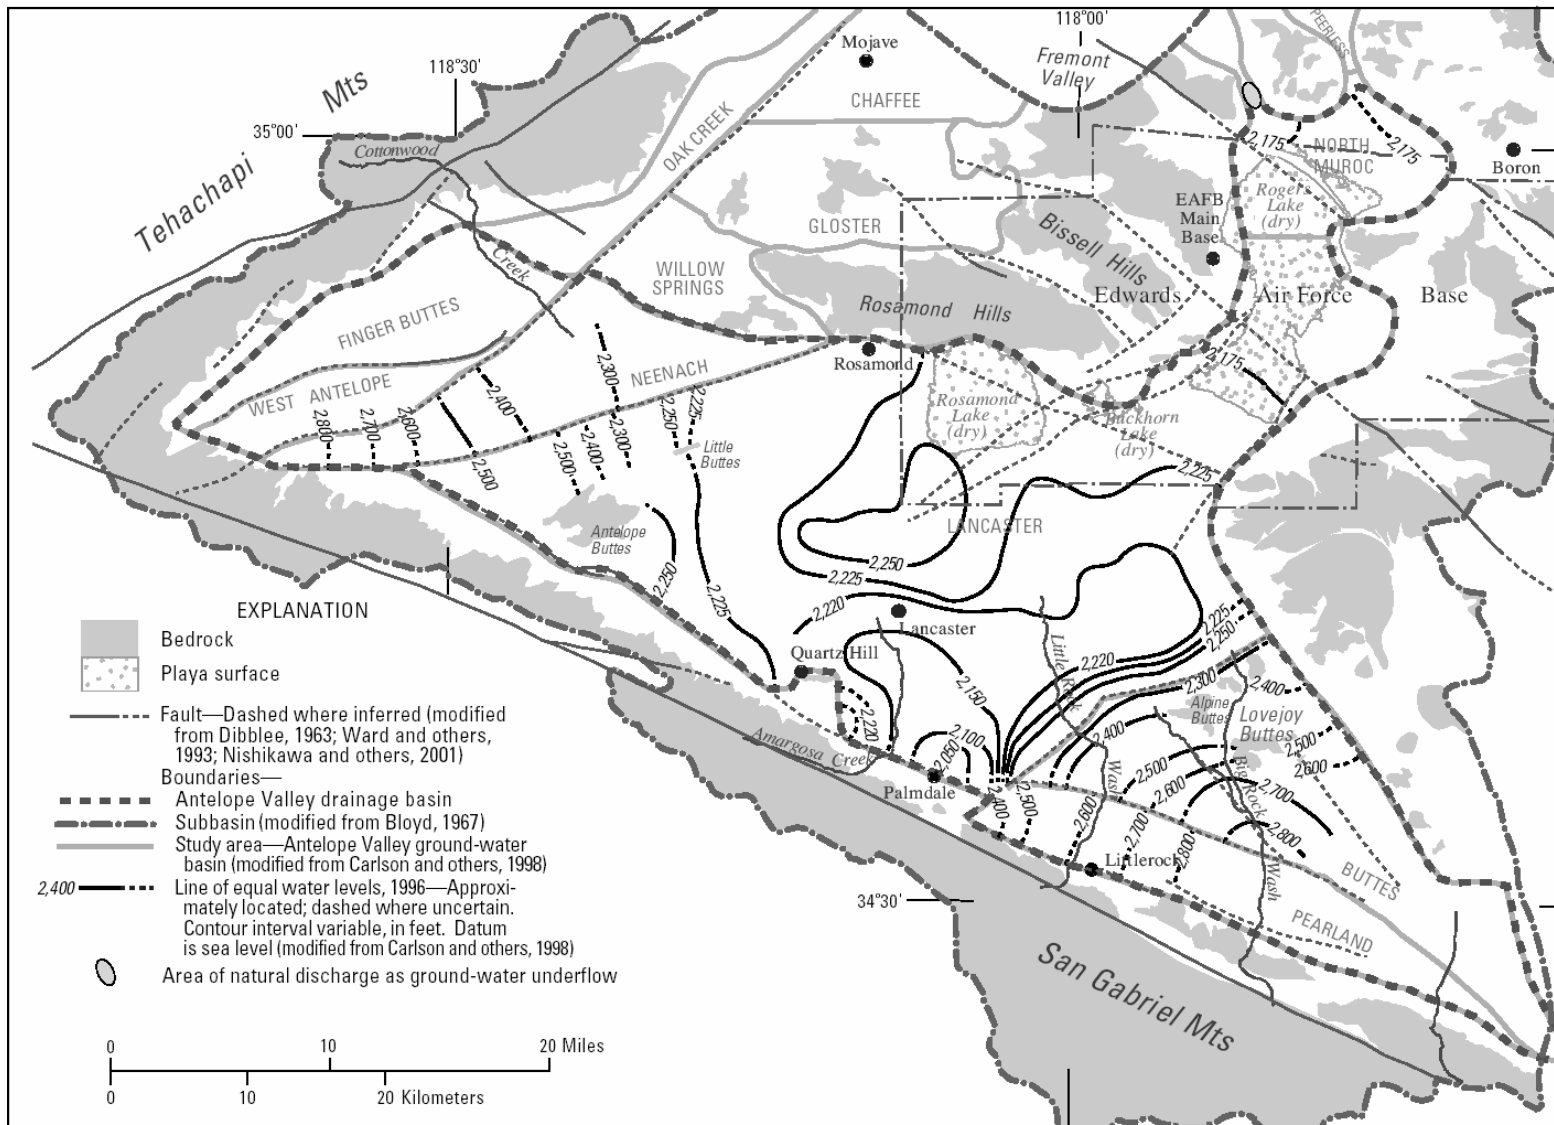 118°00'
Mojave
Fremont
Valley
PEERLESS
118°30'
Tehachapi Mts
35°00'
Cottonwood
Creek
OAK CREEK
CHAFFEE
2,175
NORTH
MUROC
2,175
Boron
Rogers
Lake
(dry)
EAFB
Main
Base
GLOSTER
Bissell Hills
WILLOW
SPRINGS
Edwards
Air Force
Base
Rosamond Hills
FINGER BUTTES
Rosamond
NEENACH
2,300
2,175
WEST ANTELOPE
2,800
2,700
2,600
2,400
2,500
2,500
2,400
2,300
2,250
2,225
Little
Buttes
Rosamond
Lake
(dry)
Buckhorn
Lake
(dry)
2,225
LANCASTER
Antelope
Buttes
2,250
2,225
2,250
2,225
2,220
Lancaster
Quartz Hill
2,220
2,150
2,220
2,225
2,250
2,300
2,400
Little Rock
Wash
Alpine
Buttes
Lovejoy
Buttes
2,500
2,600
2,400
2,500
2,600
2,700
2,800
Big Rock
Wash
Amargosa Creek
2,100
2,050
Palmdale
2,400
2,500
2,600
2,700
2,800
Littlerock
BUTTES
PEARLAND
34°30'
San Gabriel Mts
EXPLANATION
Bedrock
Playa surface
Fault—Dashed where inferred (modified
from Dibblee, 1963; Ward and others,
1993; Nishikawa and others, 2001)
Boundaries—
Antelope Valley drainage basin
Subbasin (modified from Bloyd, 1967)
Study area—Antelope Valley ground-water
basin (modified from Carlson and others, 1998)
2,400 Line of equal water levels, 1996—Approxi-
mately located; dashed where uncertain.
Contour interval variable, in feet. Datum
is sea level (modified from Carlson and others, 1998)
Area of natural discharge as ground-water underflow
0 10 20 Miles
0 10 20 Kilometers